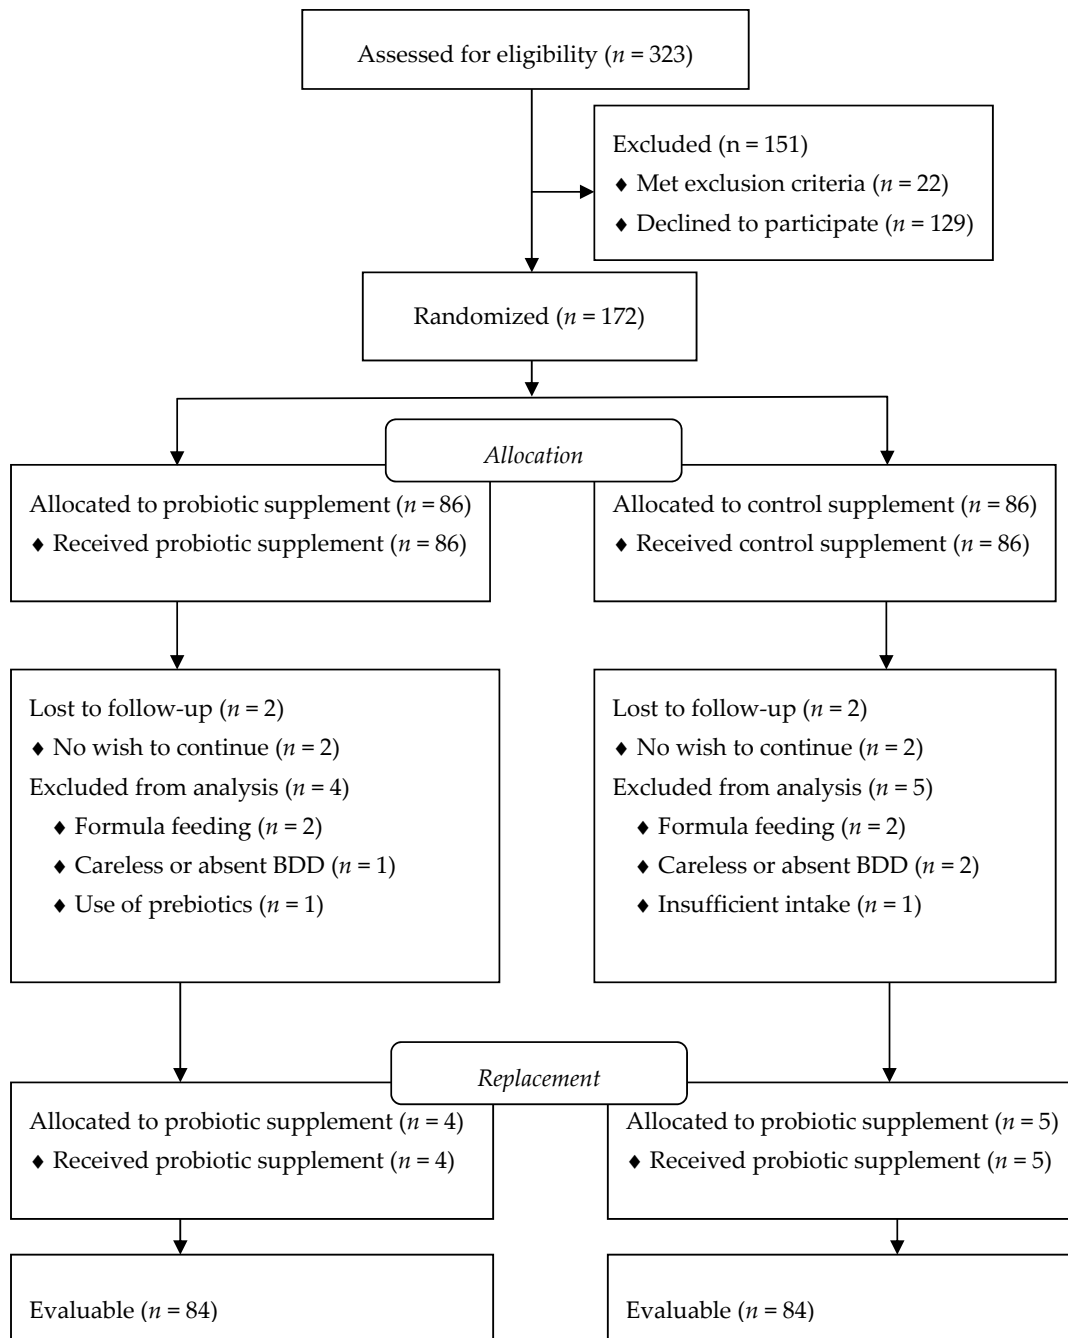 Assessed for eligibility (n = 323)
Excluded (n = 151)
♦ Met exclusion criteria (n = 22)
♦ Declined to participate (n = 129)
Randomized (n = 172)
Allocation
Allocated to probiotic supplement (n = 86)
♦ Received probiotic supplement (n = 86)
Allocated to control supplement (n = 86)
♦ Received control supplement (n = 86)
Lost to follow-up (n = 2)
♦ No wish to continue (n = 2)
Excluded from analysis (n = 4)
♦ Formula feeding (n = 2)
♦ Careless or absent BDD (n = 1)
♦ Use of prebiotics (n = 1)
Lost to follow-up (n = 2)
♦ No wish to continue (n = 2)
Excluded from analysis (n = 5)
♦ Formula feeding (n = 2)
♦ Careless or absent BDD (n = 2)
♦ Insufficient intake (n = 1)
Replacement
Allocated to probiotic supplement (n = 4)
♦ Received probiotic supplement (n = 4)
Allocated to probiotic supplement (n = 5)
♦ Received probiotic supplement (n = 5)
Evaluable (n = 84)
Evaluable (n = 84)